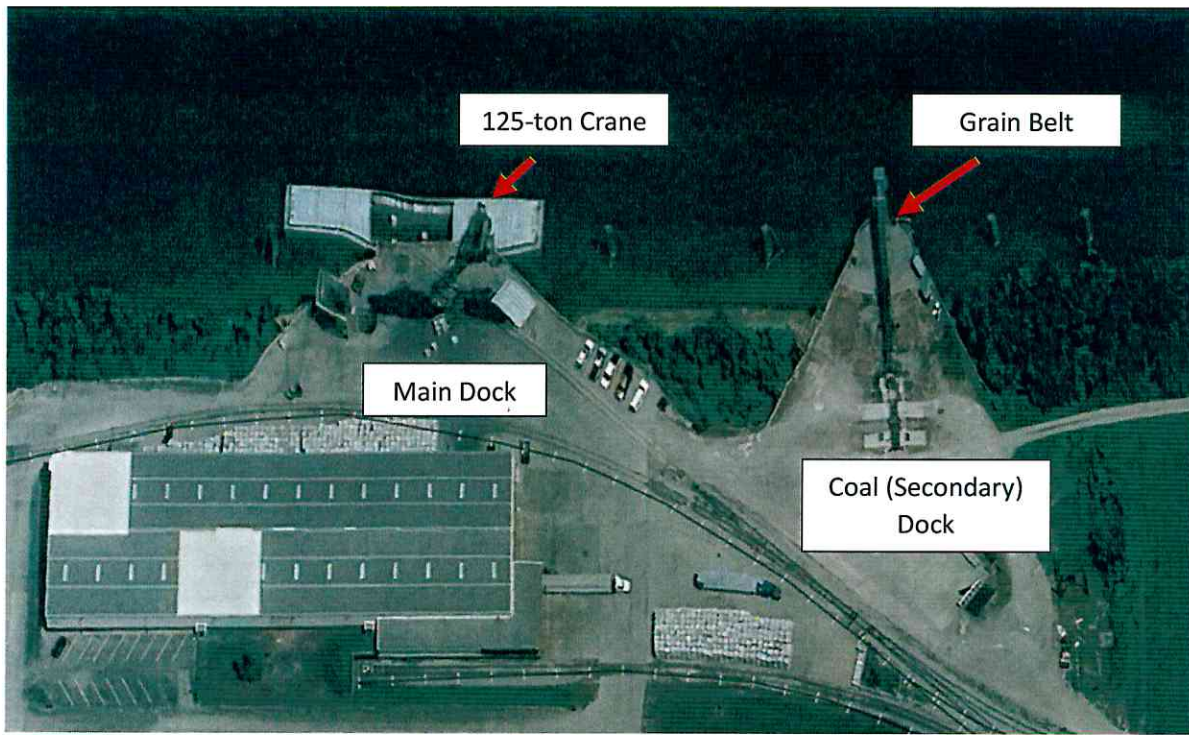 125-ton Crane
Grain Belt
Main Dock
Coal (Secondary)
Dock